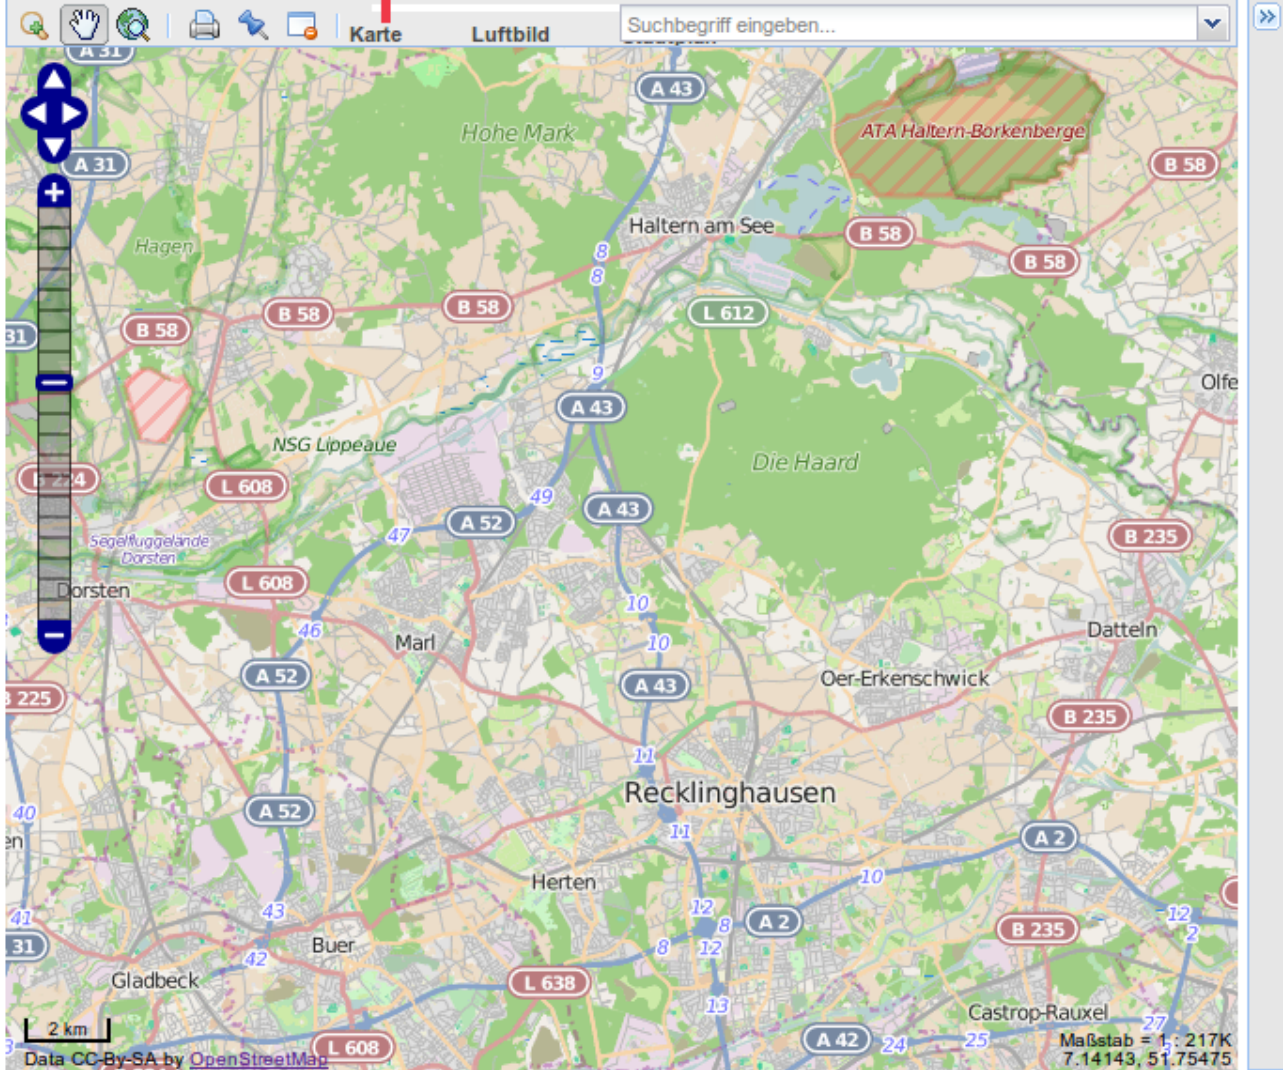 Karte
Luftbild
Suchbegriff eingeben...
A 31
A 43
Hohe Mark
ATA Haltern-Borkenberge
A 31
B 58
Haltern am See
B 58
Hagen
8
8
B 58
B 58
B 58
L 612
B 58
31
9
Olfe
A 43
NSG Lippeaue
Die Haard
B 224
L 608
49
A 43
A 52
47
B 235
Segelfluggelände
Dorsten
L 608
Dorsten
10
46
Marl
10
Datteln
A 52
A 43
Oer-Erkenschwick
B 225
B 235
11
Recklinghausen
A 52
40
11
A 2
en
Herten
10
43
12
41
A 2
8
12
B 235
31
Buer
8
12
2
42
Gladbeck
L 638
13
Castrop-Rauxel
27
2 km
L 608
A 42
24
25
Maßstab = 1 : 217K
Data CC-By-SA by OpenStreetMap
7.14143, 51.75475